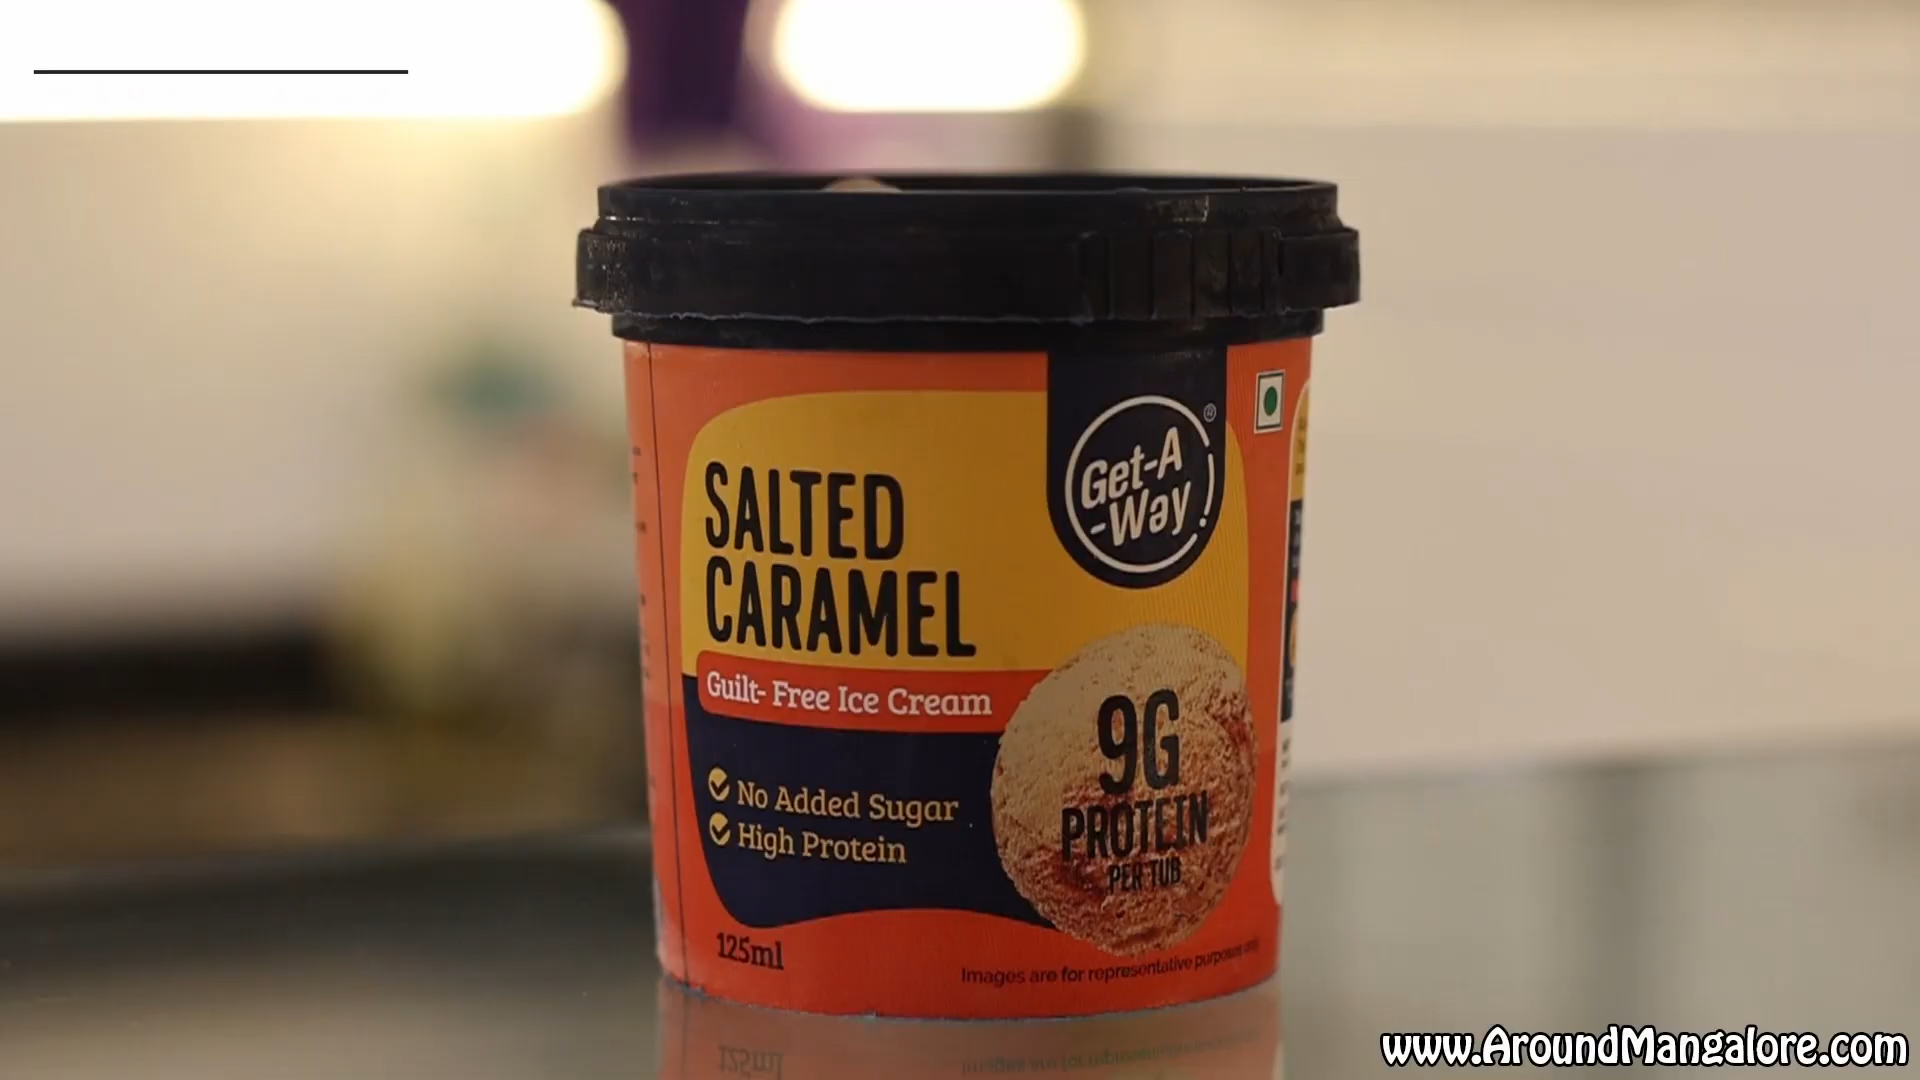 SALTED
CARAMEL
Guilt- Free Ice Cream
No Added Sugar
High Protein
125ml
Get-A
-Way!
®
9G
PROTEIN
PER TUB
Images are for representative purposes only
www.AroundMangalore.com